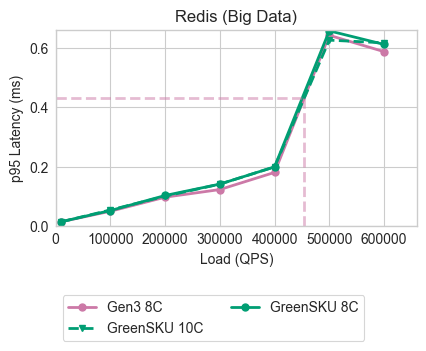 Redis (Big Data)
p95 Latency (ms)
0.6
0.4
0.2
0.0
0 100000 200000 300000 400000 500000 600000
Load (QPS)
Gen3 8C
GreenSKU 10C
GreenSKU 8C